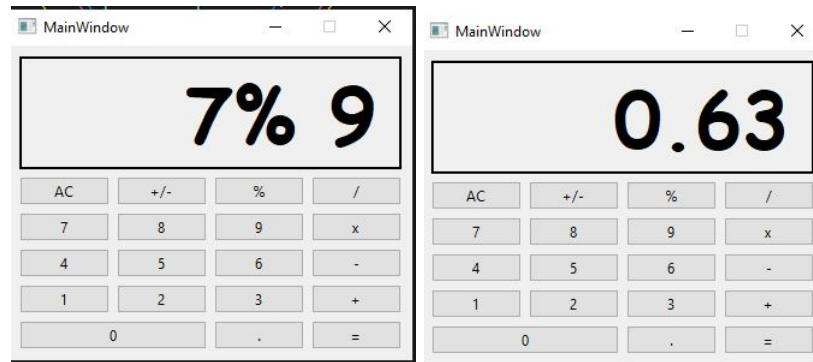 MainWindow
7% 9
AC +/- % /
7 8 9 x
4 5 6 -
1 2 3 +
0 . =
MainWindow
0.63
AC +/- % /
7 8 9 x
4 5 6 -
1 2 3 +
0 . =